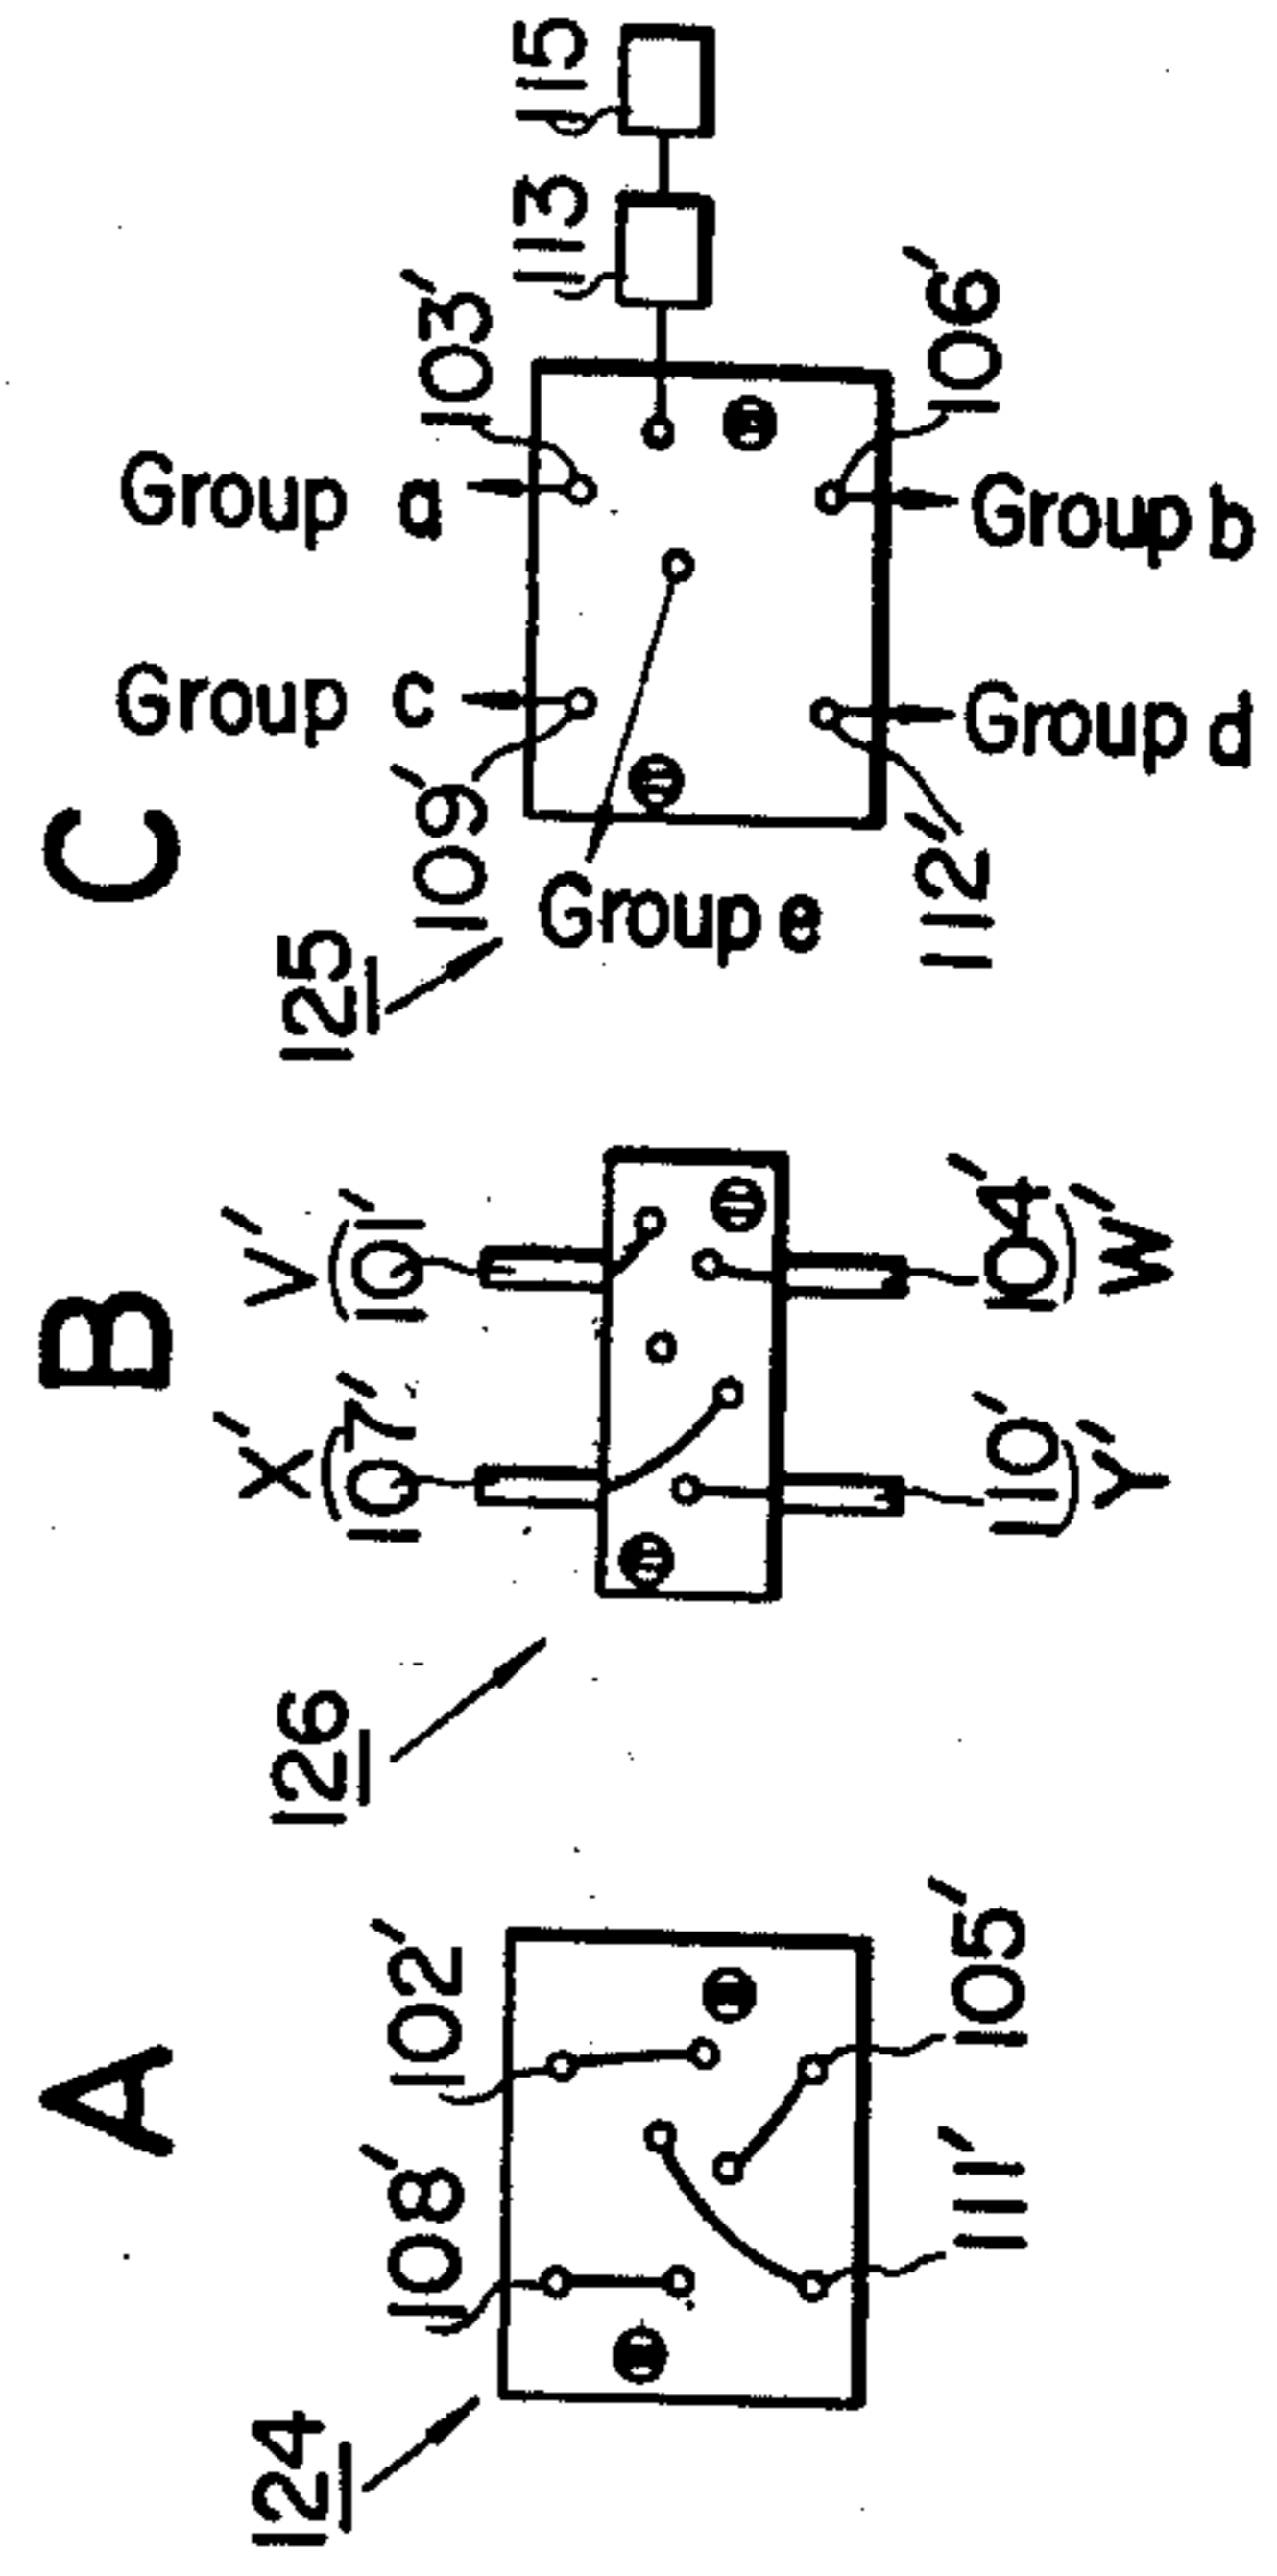 A
124
108'
102'
111'
105'
B
126
X'
(107')
V'
(101')
(110')
Y'
(104')
W'
C
125
109'
103'
113
115
Group a
Group c
Group b
Group d
Group e
112'
106'